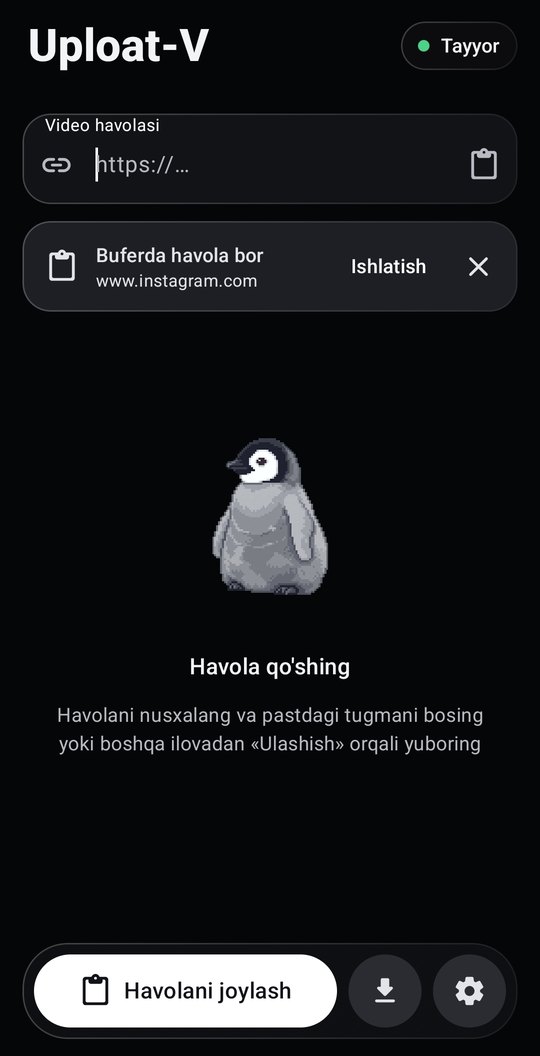 Uploat-V
Tayyor
Video havolasi
https://...
Buferda havola bor
www.instagram.com
Ishlatish
Havola qo'shing
Havolani nusxalang va pastdagi tugmani bosing
yoki boshqa ilovadan «Ulashish» orqali yuboring
Havolani joylash